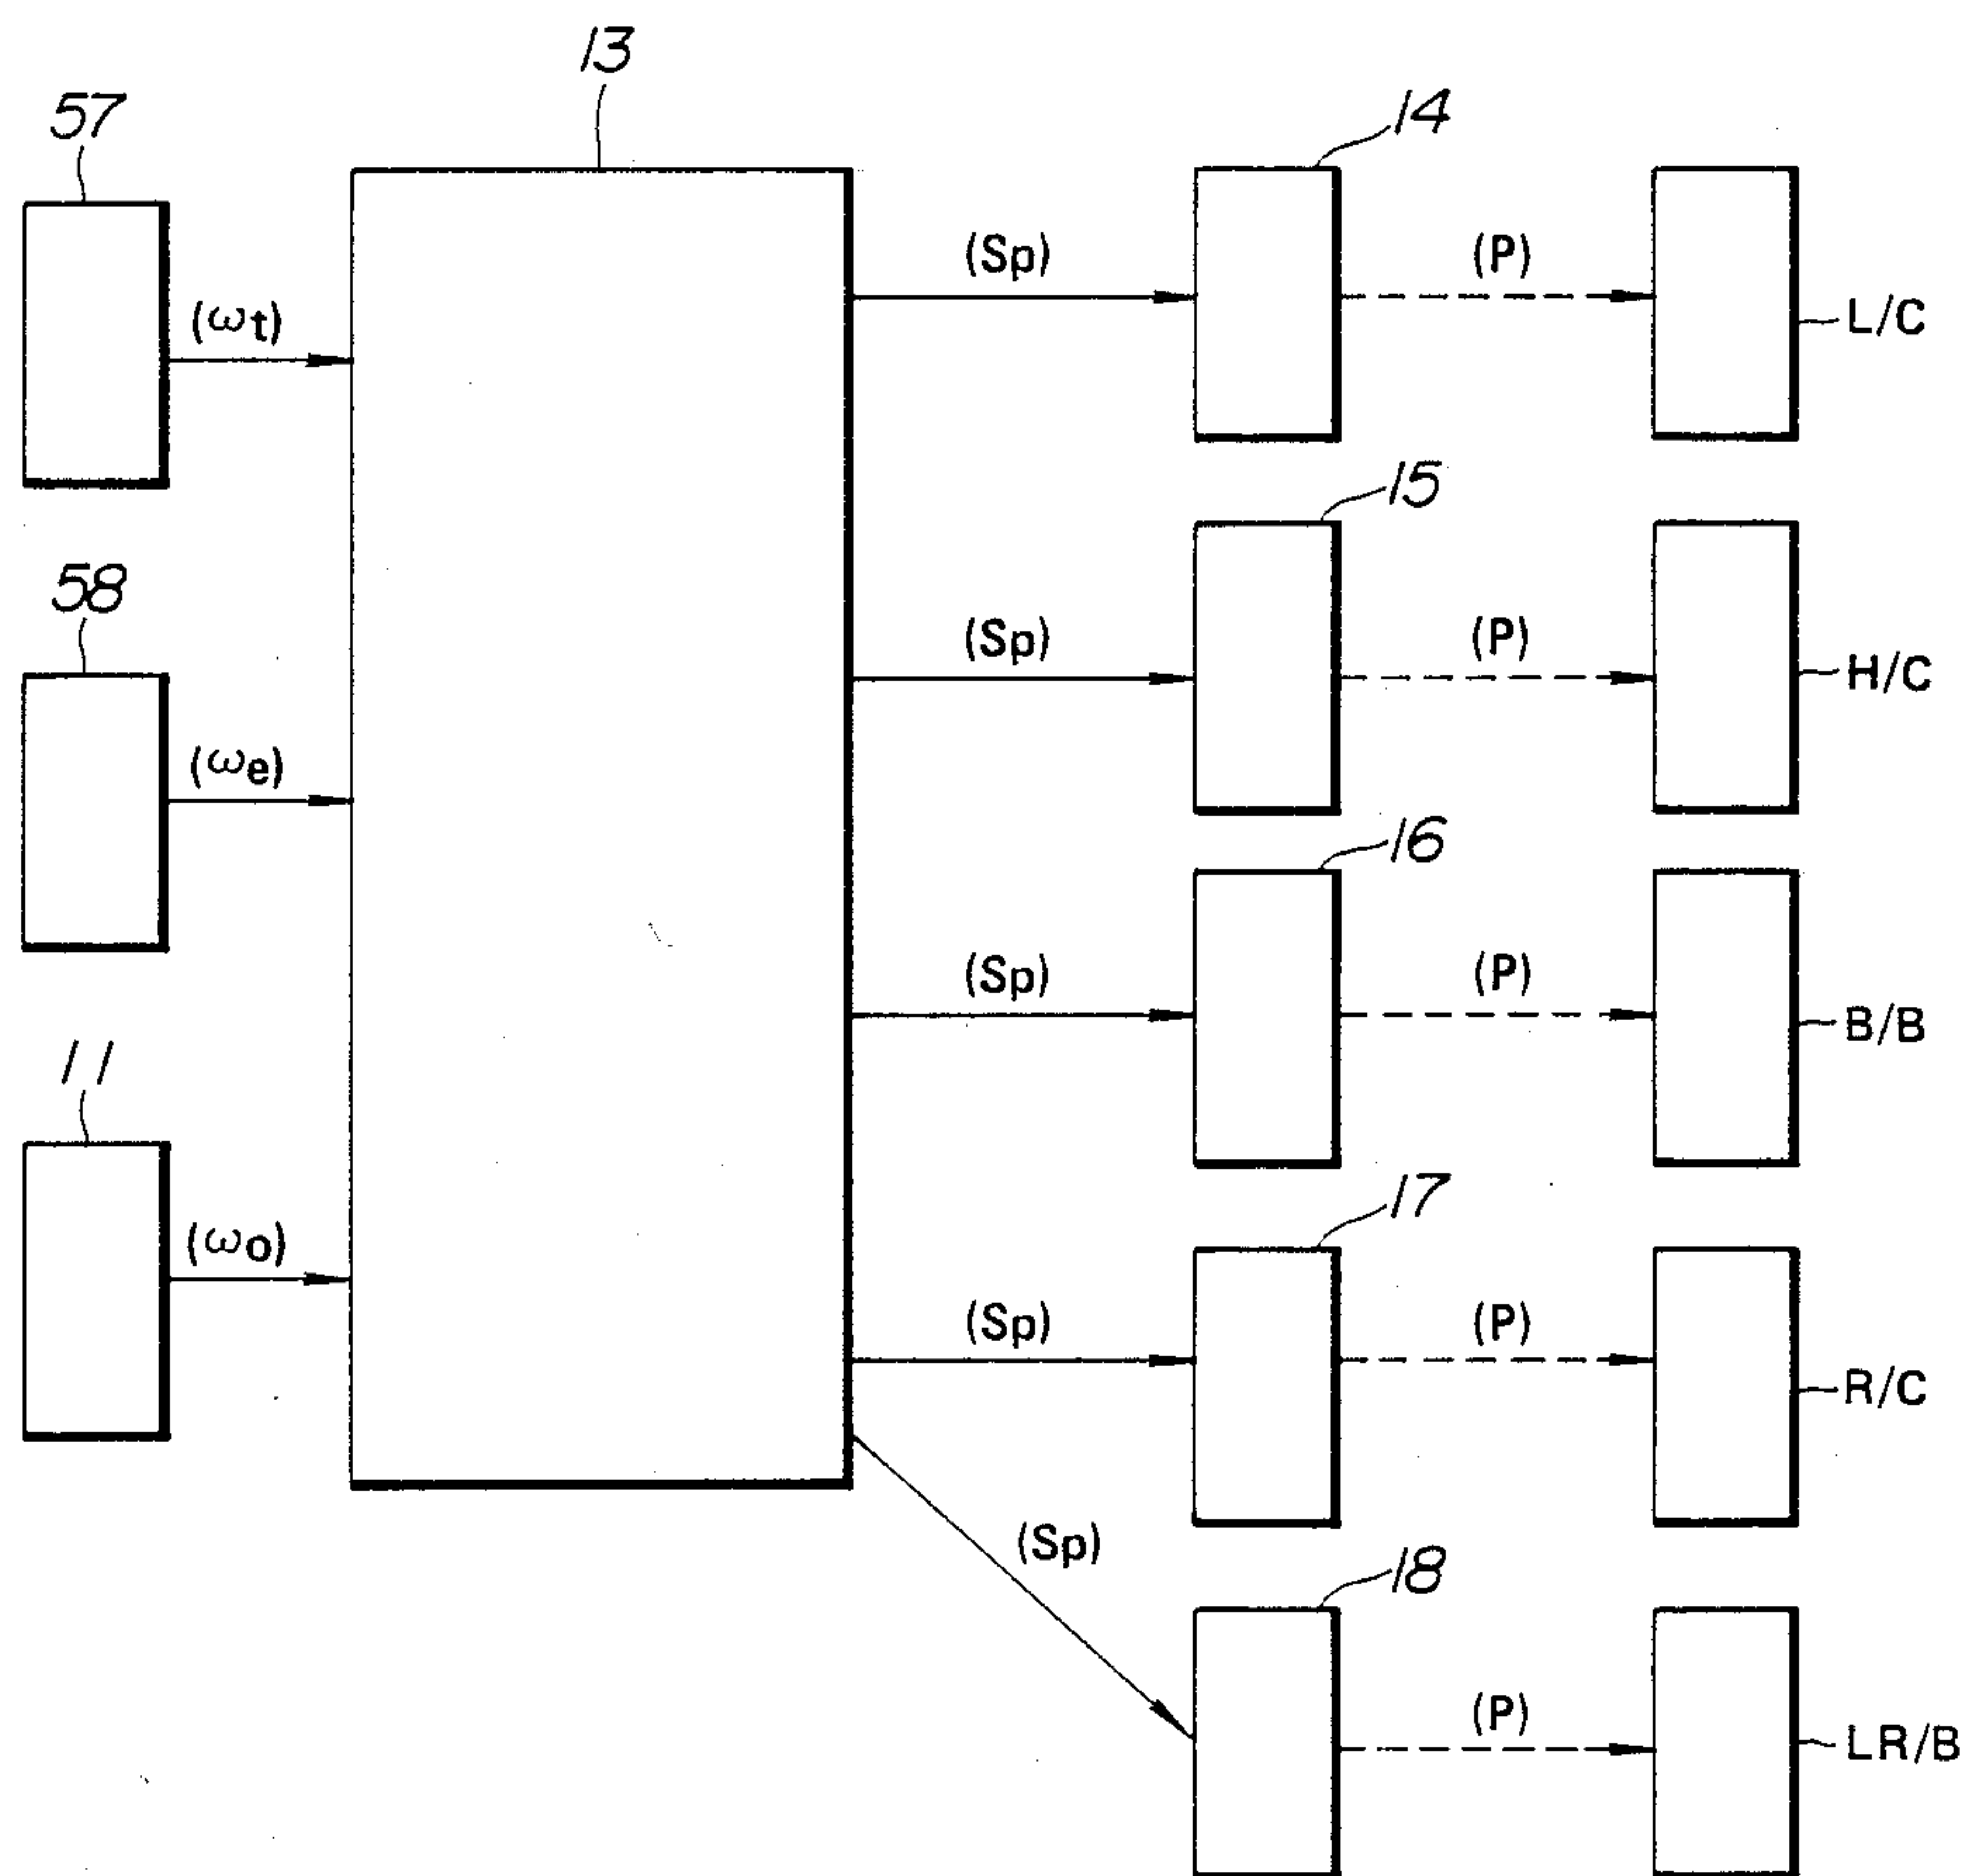 13
57
14
(Sp)
(P)
(ωt)
L/C
15
58
(Sp)
(P)
H/C
(ωe)
16
(Sp)
(P)
B/B
11
17
(ωo)
(Sp)
(P)
R/C
(Sp)
18
(P)
LR/B